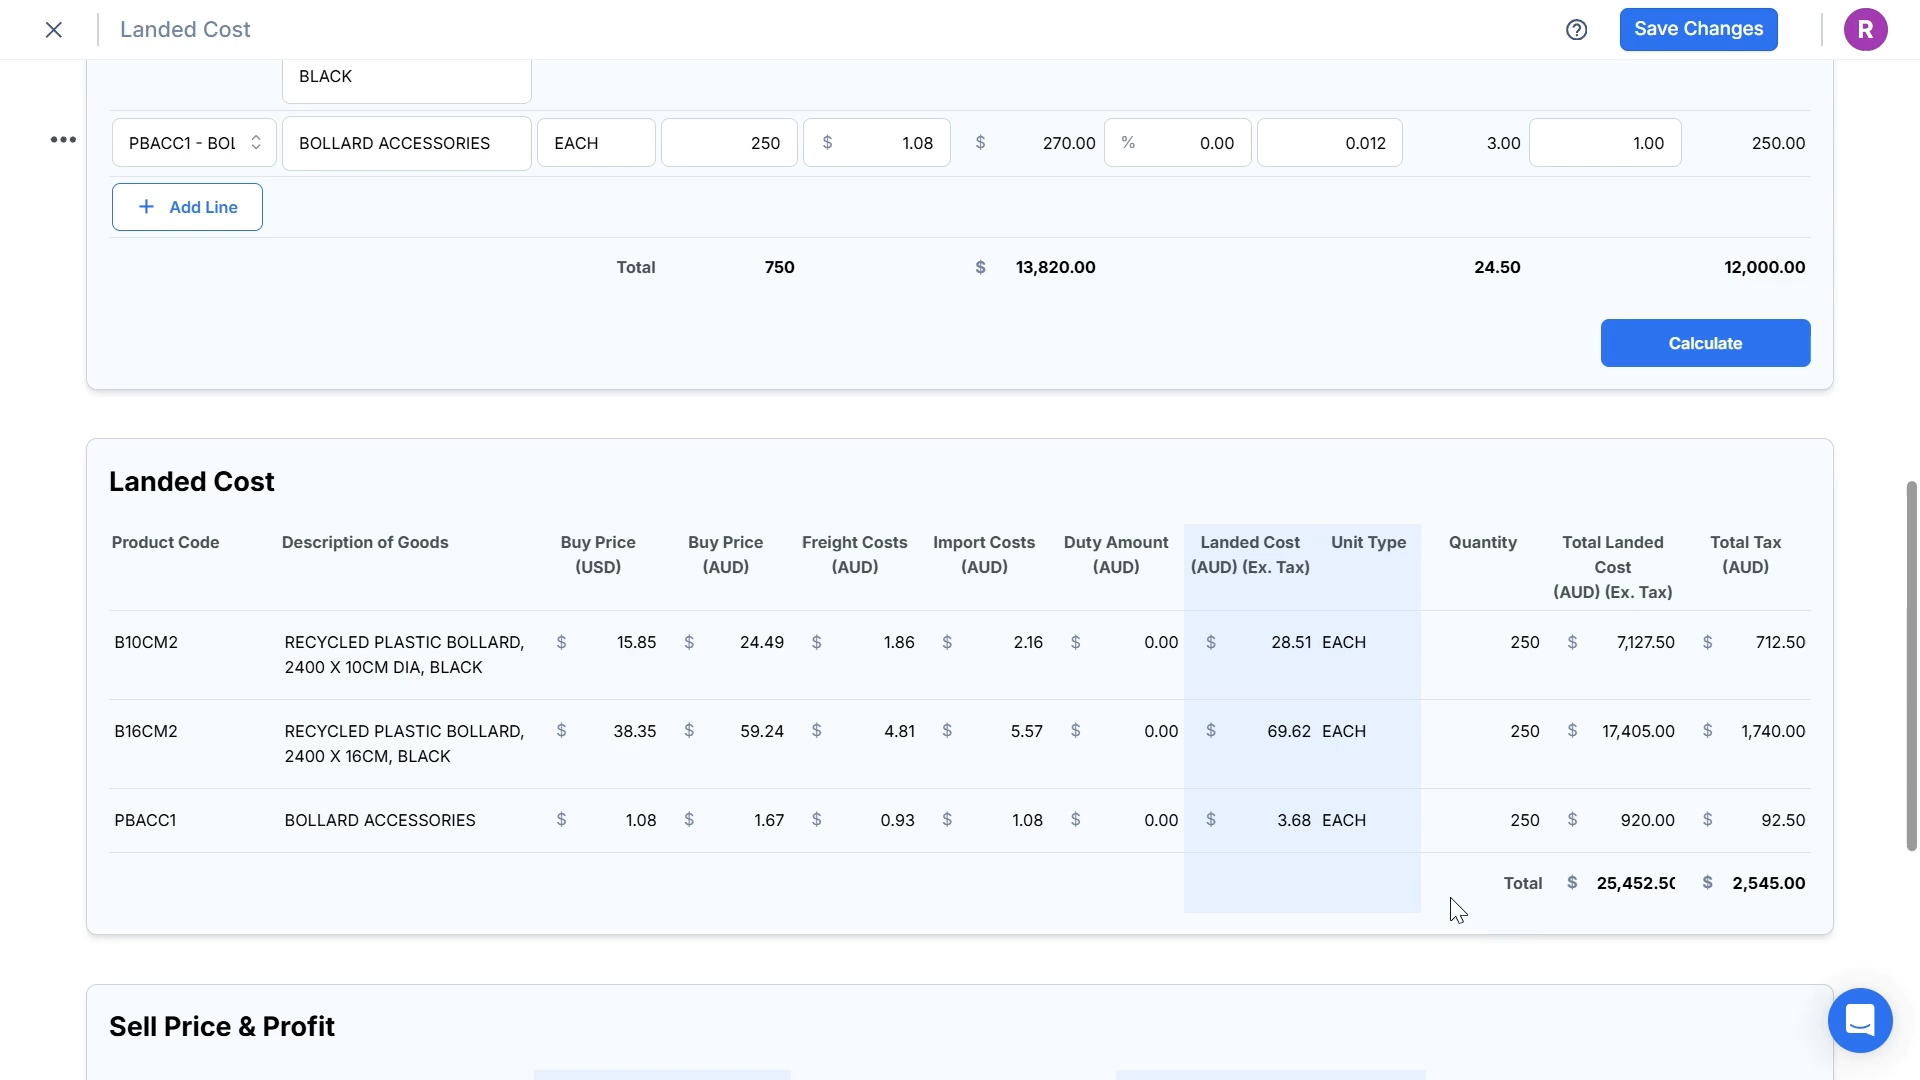 Landed Cost
Save Changes
R
BLACK
PBACC1 - BOL BOLLARD ACCESSORIES EACH 250 $ 1.08 $ 270.00 % 0.00 0.012 3.00 1.00 250.00
+ Add Line
Total 750 $ 13,820.00 24.50 12,000.00
Calculate
Landed Cost
Product Code Description of Goods Buy Price Buy Price Freight Costs Import Costs Duty Amount Landed Cost Unit Type Quantity Total Landed Total Tax
(USD) (AUD) (AUD) (AUD) (AUD) (AUD) (Ex. Tax) Cost (AUD)
(AUD) (Ex. Tax)
B10CM2 RECYCLED PLASTIC BOLLARD, $ 15.85 $ 24.49 $ 1.86 $ 2.16 $ 0.00 $ 28.51 EACH 250 $ 7,127.50 $ 712.50
2400 X 10CM DIA, BLACK
B16CM2 RECYCLED PLASTIC BOLLARD, $ 38.35 $ 59.24 $ 4.81 $ 5.57 $ 0.00 $ 69.62 EACH 250 $ 17,405.00 $ 1,740.00
2400 X 16CM, BLACK
PBACC1 BOLLARD ACCESSORIES $ 1.08 $ 1.67 $ 0.93 $ 1.08 $ 0.00 $ 3.68 EACH 250 $ 920.00 $ 92.50
Total $ 25,452.50 $ 2,545.00
Sell Price & Profit